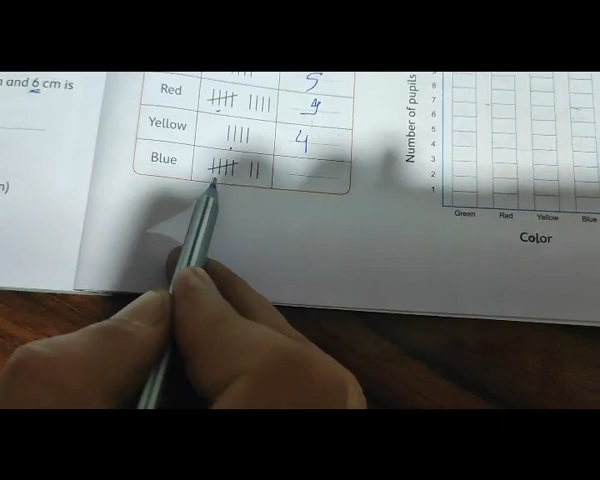 n and 6 cm is
m)
5
Red 9
Yellow 4
Blue
Number of pupils
8
7
6
5
4
3
2
1
Green Red Yellow Blue
Color